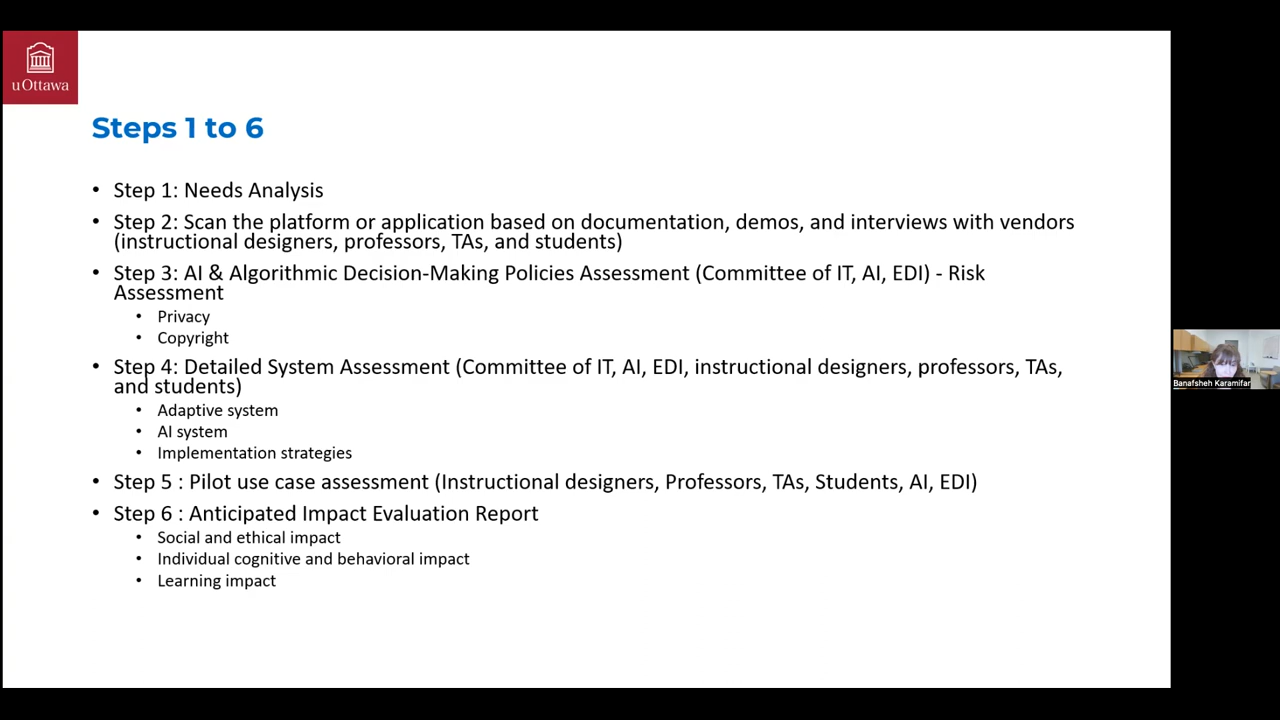 uOttawa
Steps 1 to 6
• Step 1: Needs Analysis
• Step 2: Scan the platform or application based on documentation, demos, and interviews with vendors
(instructional designers, professors, TAs, and students)
• Step 3: AI & Algorithmic Decision-Making Policies Assessment (Committee of IT, AI, EDI) - Risk
Assessment
• Privacy
• Copyright
• Step 4: Detailed System Assessment (Committee of IT, AI, EDI, instructional designers, professors, TAs,
and students)
• Adaptive system
• AI system
• Implementation strategies
• Step 5 : Pilot use case assessment (Instructional designers, Professors, TAs, Students, AI, EDI)
• Step 6 : Anticipated Impact Evaluation Report
• Social and ethical impact
• Individual cognitive and behavioral impact
• Learning impact
Banafsheh Karamifar